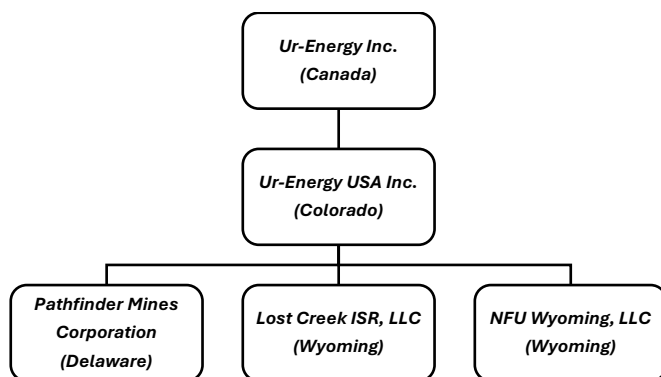 Ur-Energy Inc.
(Canada)
Ur-Energy USA Inc.
(Colorado)
Pathfinder Mines
Corporation
(Delaware)
Lost Creek ISR, LLC
(Wyoming)
NFU Wyoming, LLC
(Wyoming)